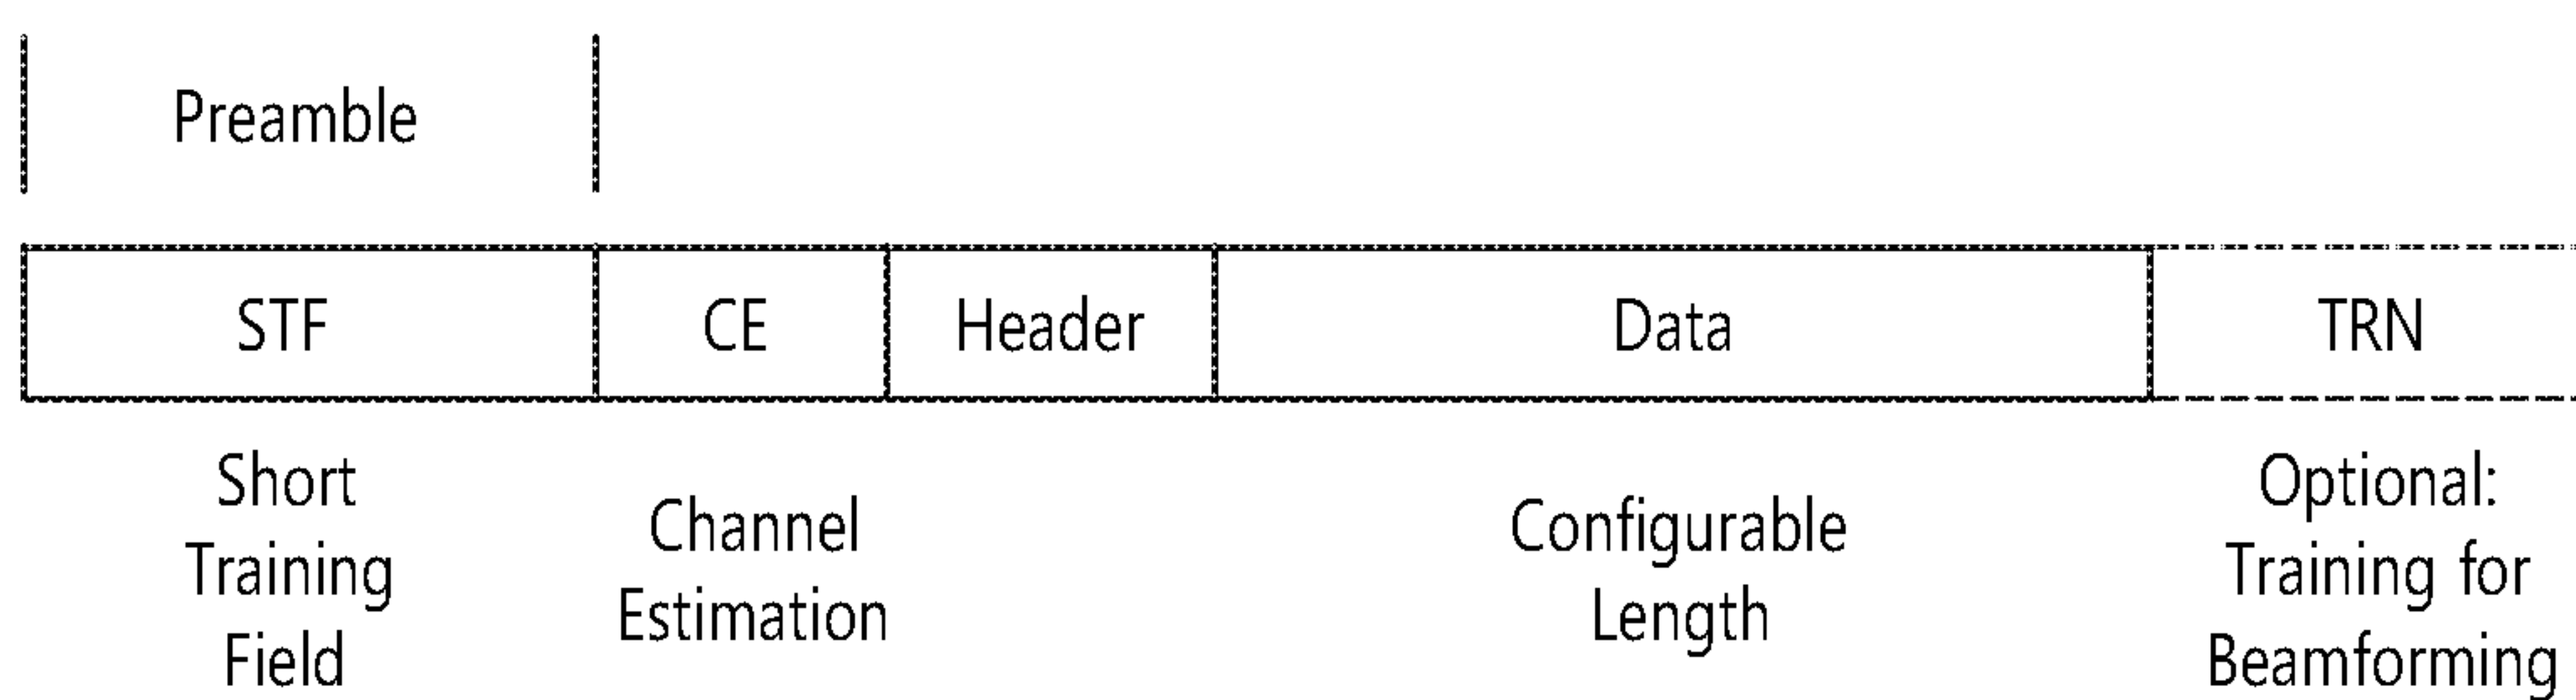 Preamble
STF CE Header Data TRN
Short
Training
Field
Channel
Estimation
Configurable
Length
Optional:
Training for
Beamforming